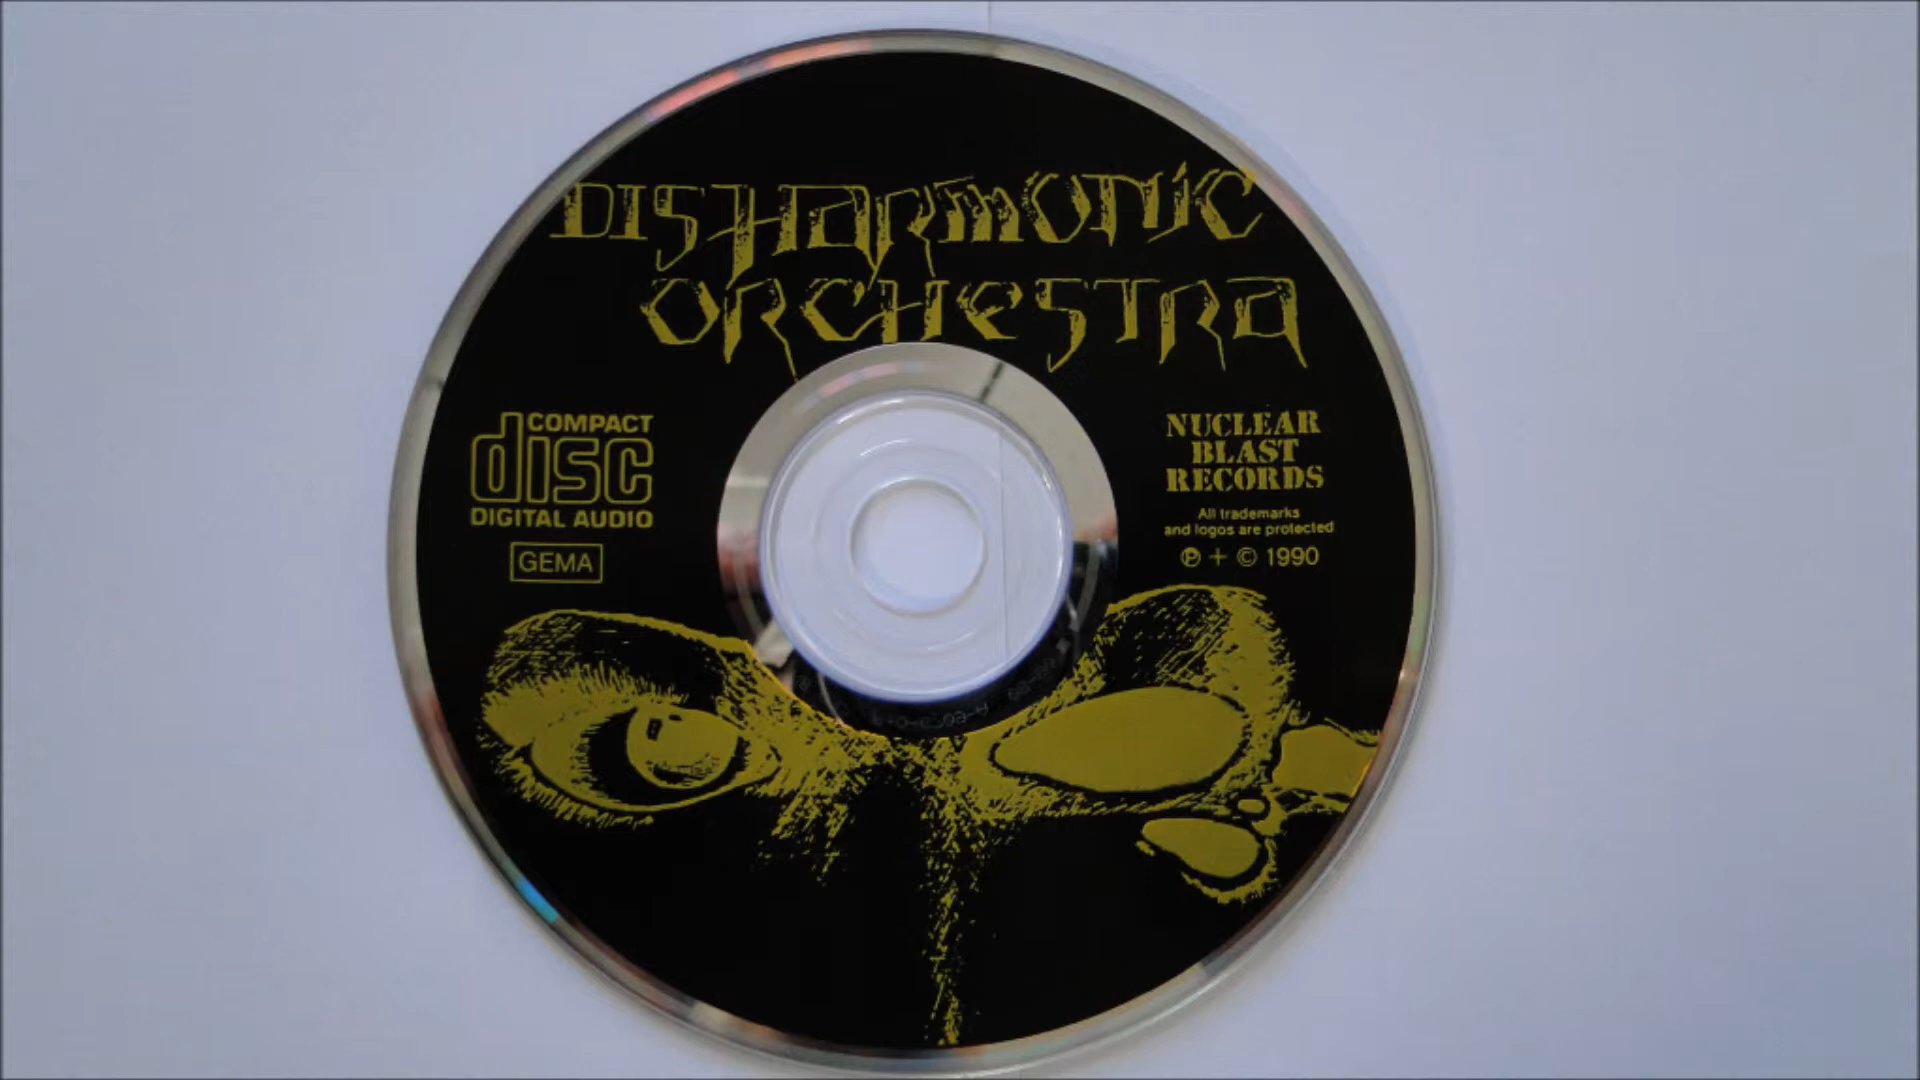 DISHARMONIC
ORCHESTRA
COMPACT
disc
DIGITAL AUDIO
GEMA
NUCLEAR
BLAST
RECORDS
All trademarks
and logos are protected
℗ + © 1990